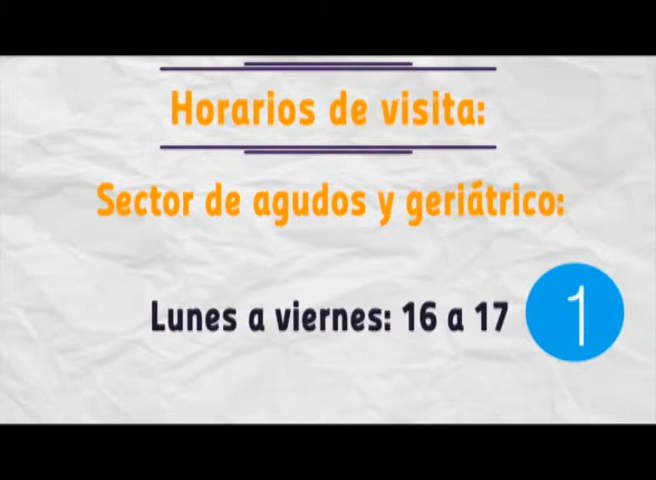 Horarios de visita:
Sector de agudos y geriátrico:
Lunes a viernes: 16 a 17
1